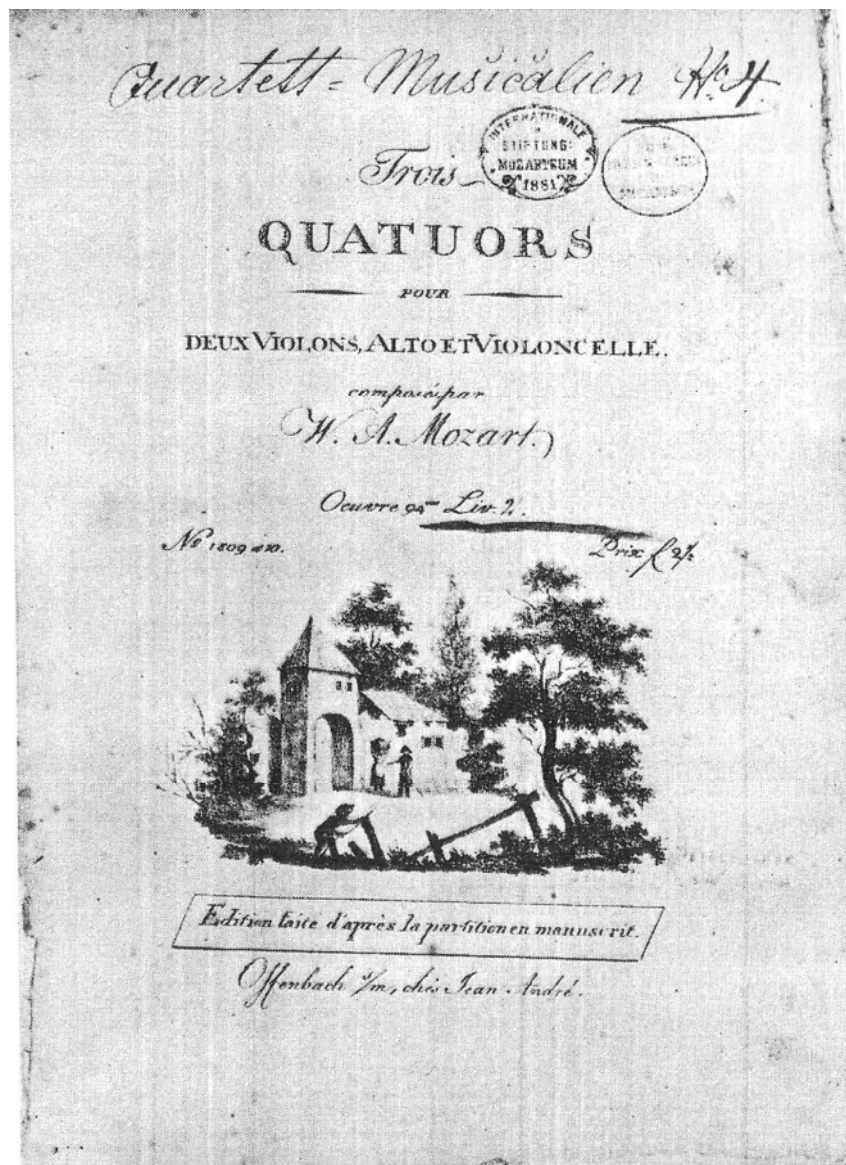 Quartett = Musicalien No. 4.
INTERNATIONALE
STIFTUNG:
MOZARTEUM
1881
Trois
QUATUORS
POUR
DEUX VIOLONS, ALTO ET VIOLONCELLE.
composés par
W. A. Mozart.
Oeuvre 94me Liv. 2.
No 1809 et 10.
Prix f 2½
Edition faite d'après la partition en manuscrit.
Offenbach s/m, chés Jean André.